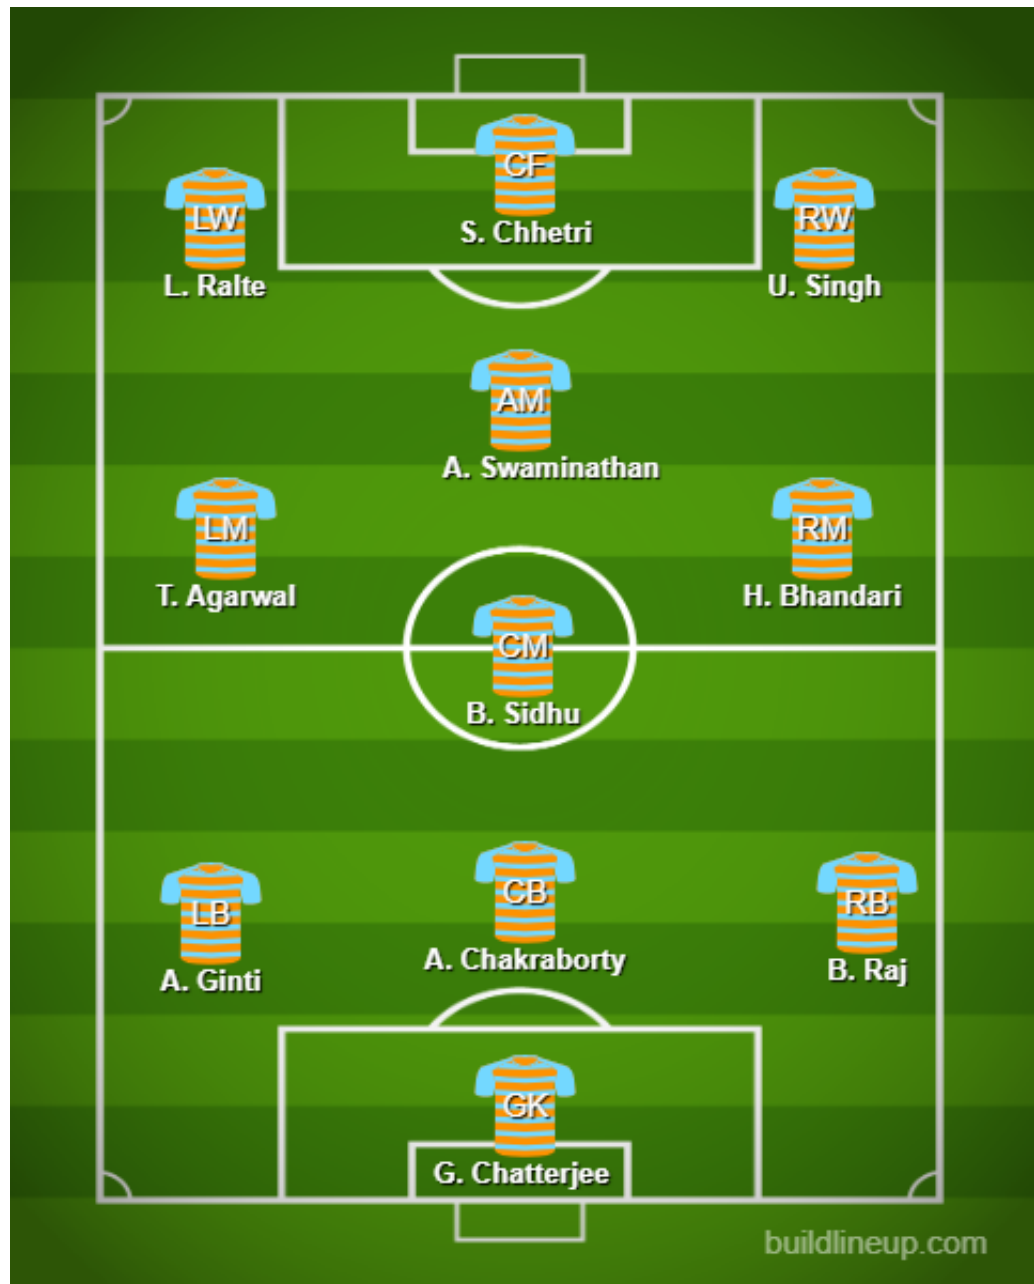 CF
S. Chhetri
LW
L. Ralte
RW
U. Singh
AM
A. Swaminathan
LM
T. Agarwal
RM
H. Bhandari
CM
B. Sidhu
LB
A. Ginti
CB
A. Chakraborty
RB
B. Raj
GK
G. Chatterjee
buildlineup.com